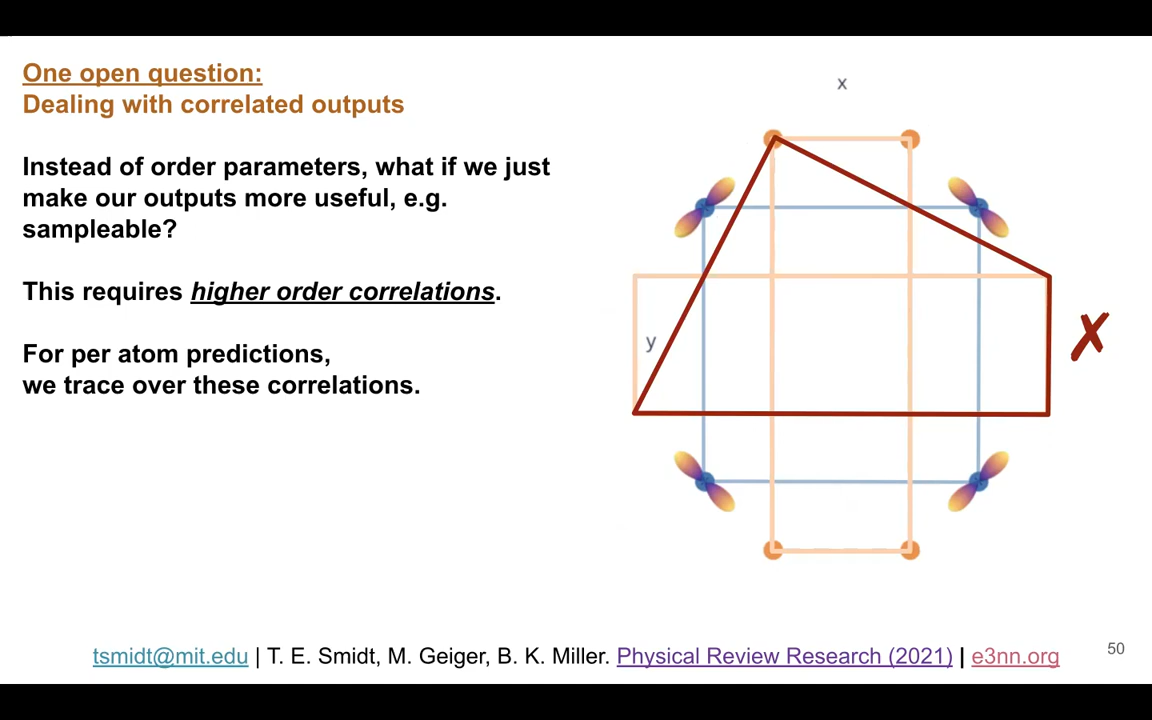 One open question:
Dealing with correlated outputs
Instead of order parameters, what if we just
make our outputs more useful, e.g.
sampleable?
This requires higher order correlations.
For per atom predictions,
we trace over these correlations.
x
y
✗
tsmidt@mit.edu | T. E. Smidt, M. Geiger, B. K. Miller. Physical Review Research (2021) | e3nn.org
50